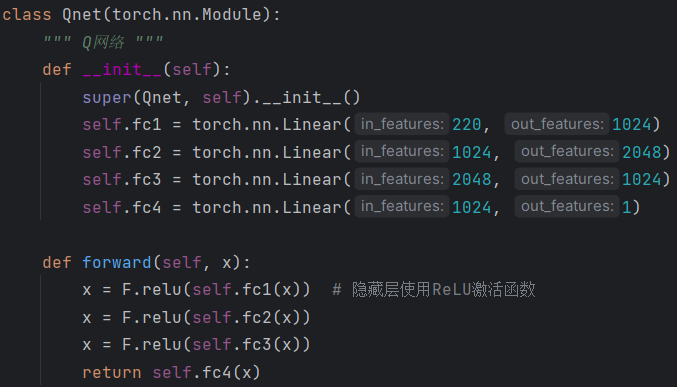 class Qnet(torch.nn.Module):
""" Q网络 """
def __init__(self):
super(Qnet, self).__init__()
self.fc1 = torch.nn.Linear( in_features: 220, out_features: 1024)
self.fc2 = torch.nn.Linear( in_features: 1024, out_features: 2048)
self.fc3 = torch.nn.Linear( in_features: 2048, out_features: 1024)
self.fc4 = torch.nn.Linear( in_features: 1024, out_features: 1)
def forward(self, x):
x = F.relu(self.fc1(x))  # 隐藏层使用ReLU激活函数
x = F.relu(self.fc2(x))
x = F.relu(self.fc3(x))
return self.fc4(x)